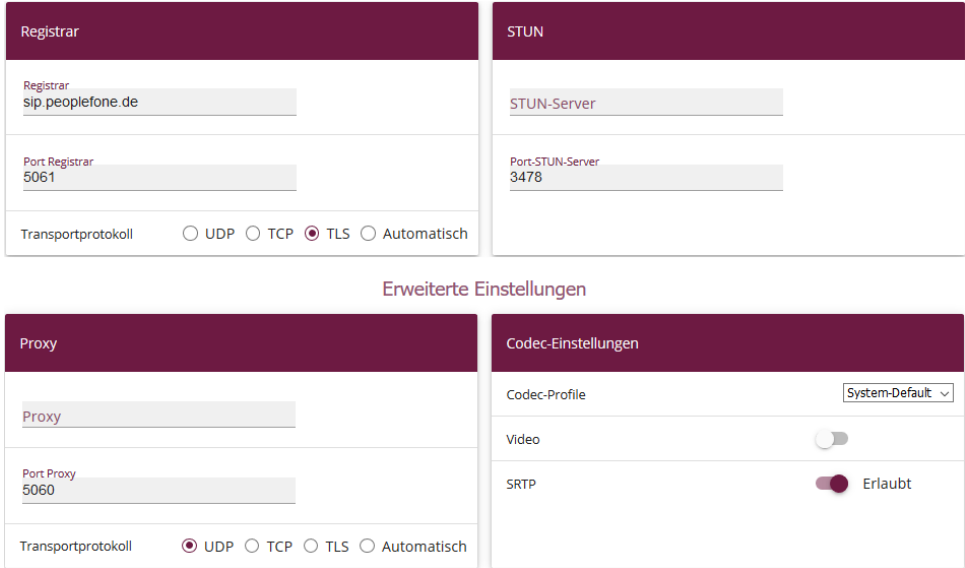 Registrar
Registrar
sip.peoplefone.de
Port Registrar
5061
Transportprotokoll UDP TCP TLS Automatisch
STUN
STUN-Server
Port-STUN-Server
3478
Erweiterte Einstellungen
Proxy
Proxy
Port Proxy
5060
Transportprotokoll UDP TCP TLS Automatisch
Codec-Einstellungen
Codec-Profile System-Default
Video
SRTP Erlaubt